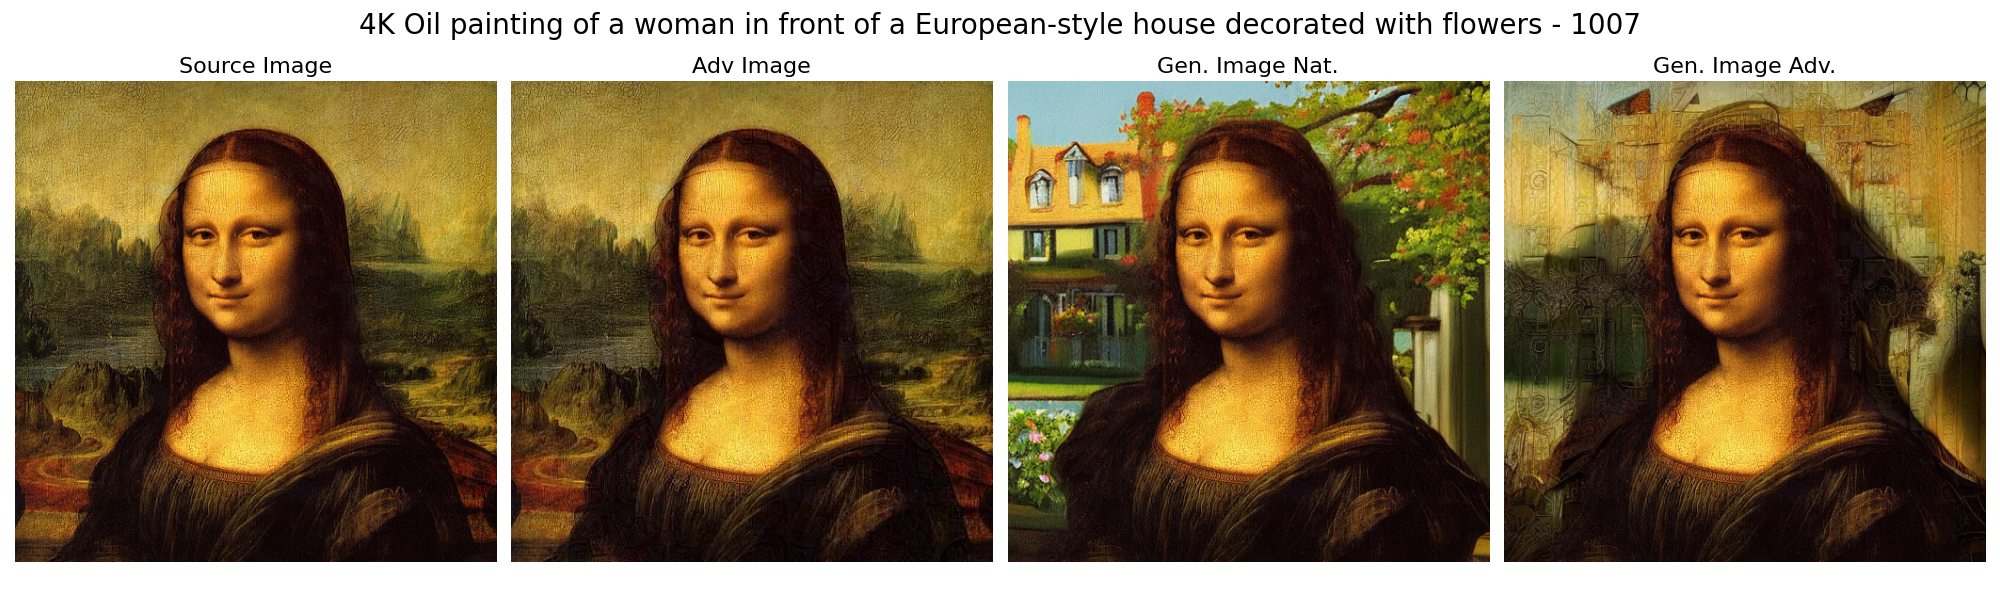 4K Oil painting of a woman in front of a European-style house decorated with flowers - 1007
Source Image
Adv Image
Gen. Image Nat.
Gen. Image Adv.